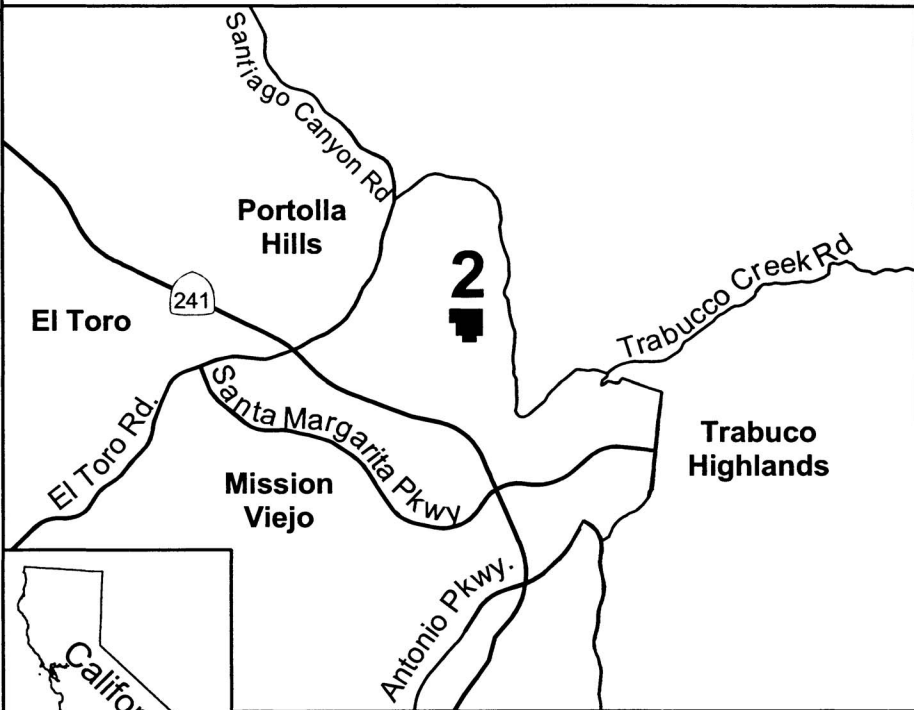 Santiago Canyon Rd
Portolla
Hills
2
241
El Toro
Trabucco Creek Rd
Santa Margarita Pkwy
El Toro Rd.
Trabuco
Highlands
Mission
Viejo
Antonio Pkwy.